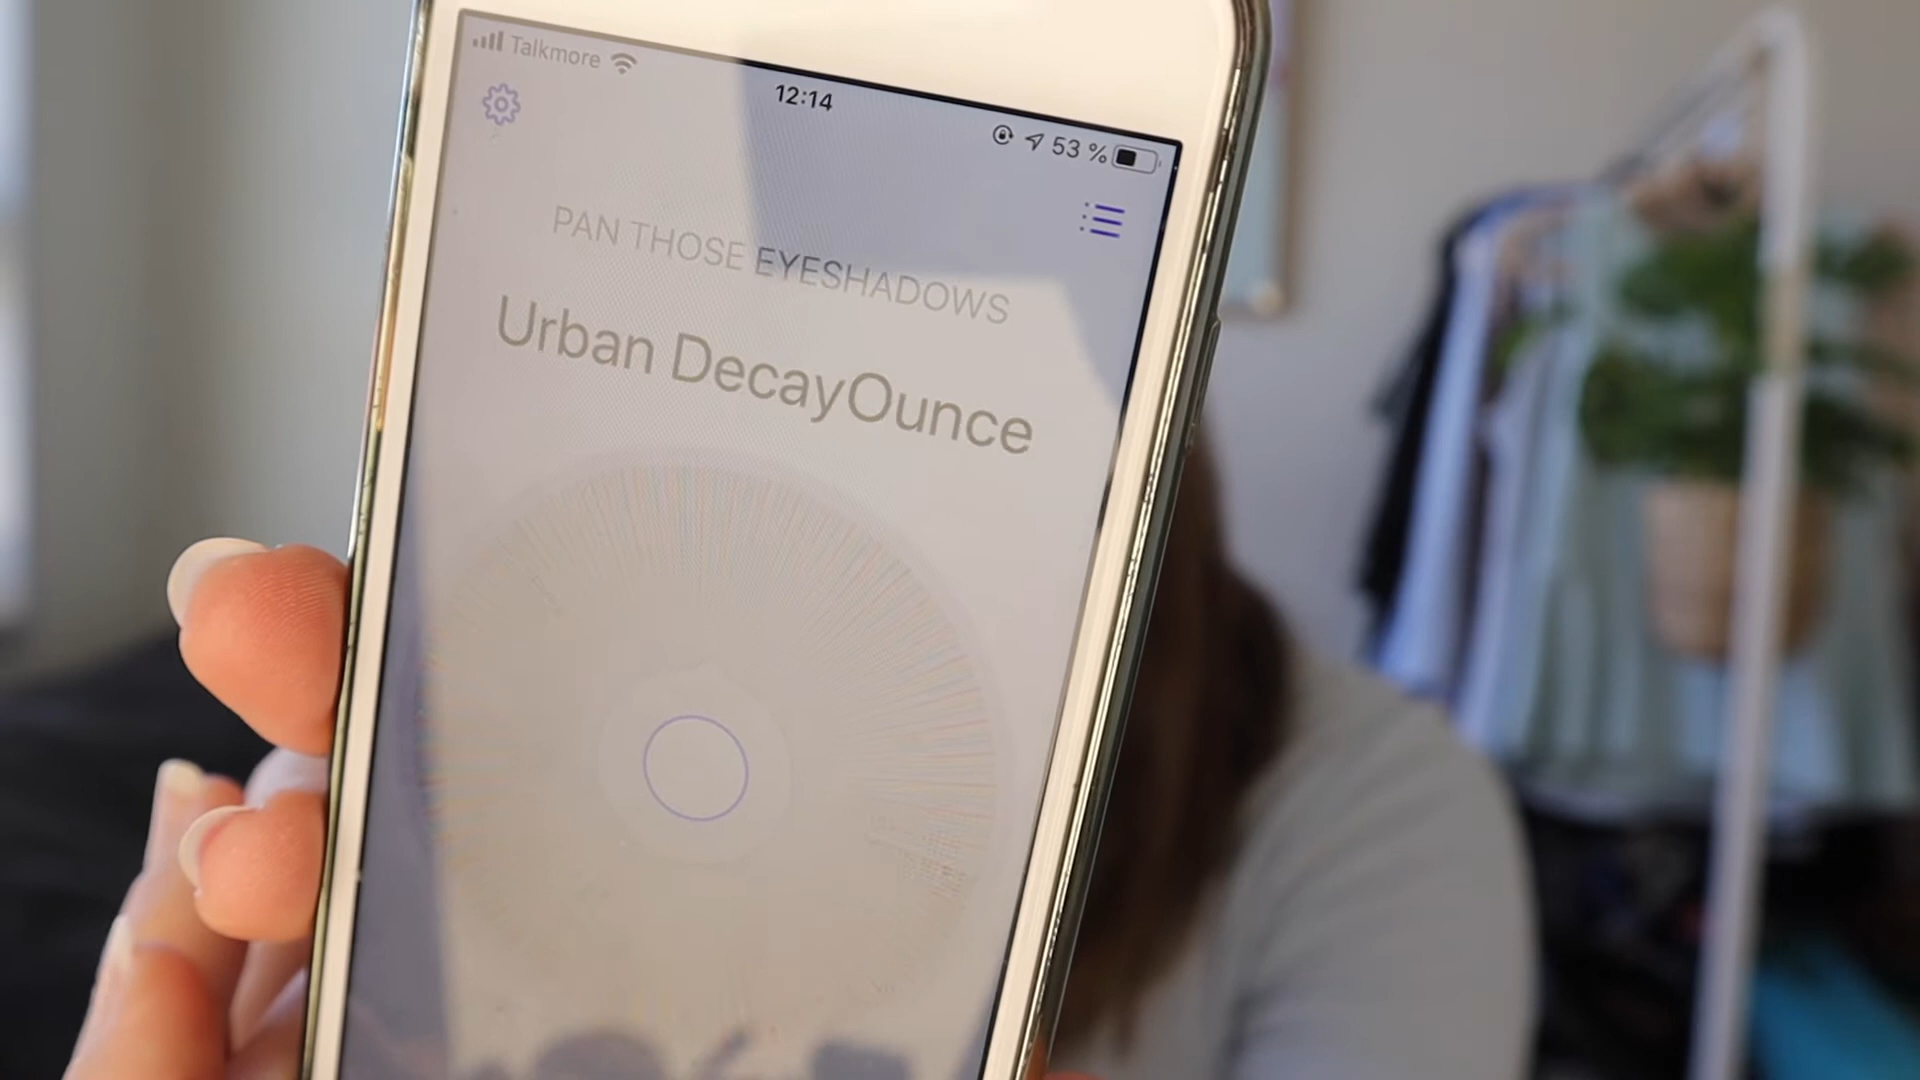 Talkmore
12:14
53 %
PAN THOSE EYESHADOWS
Urban DecayOunce